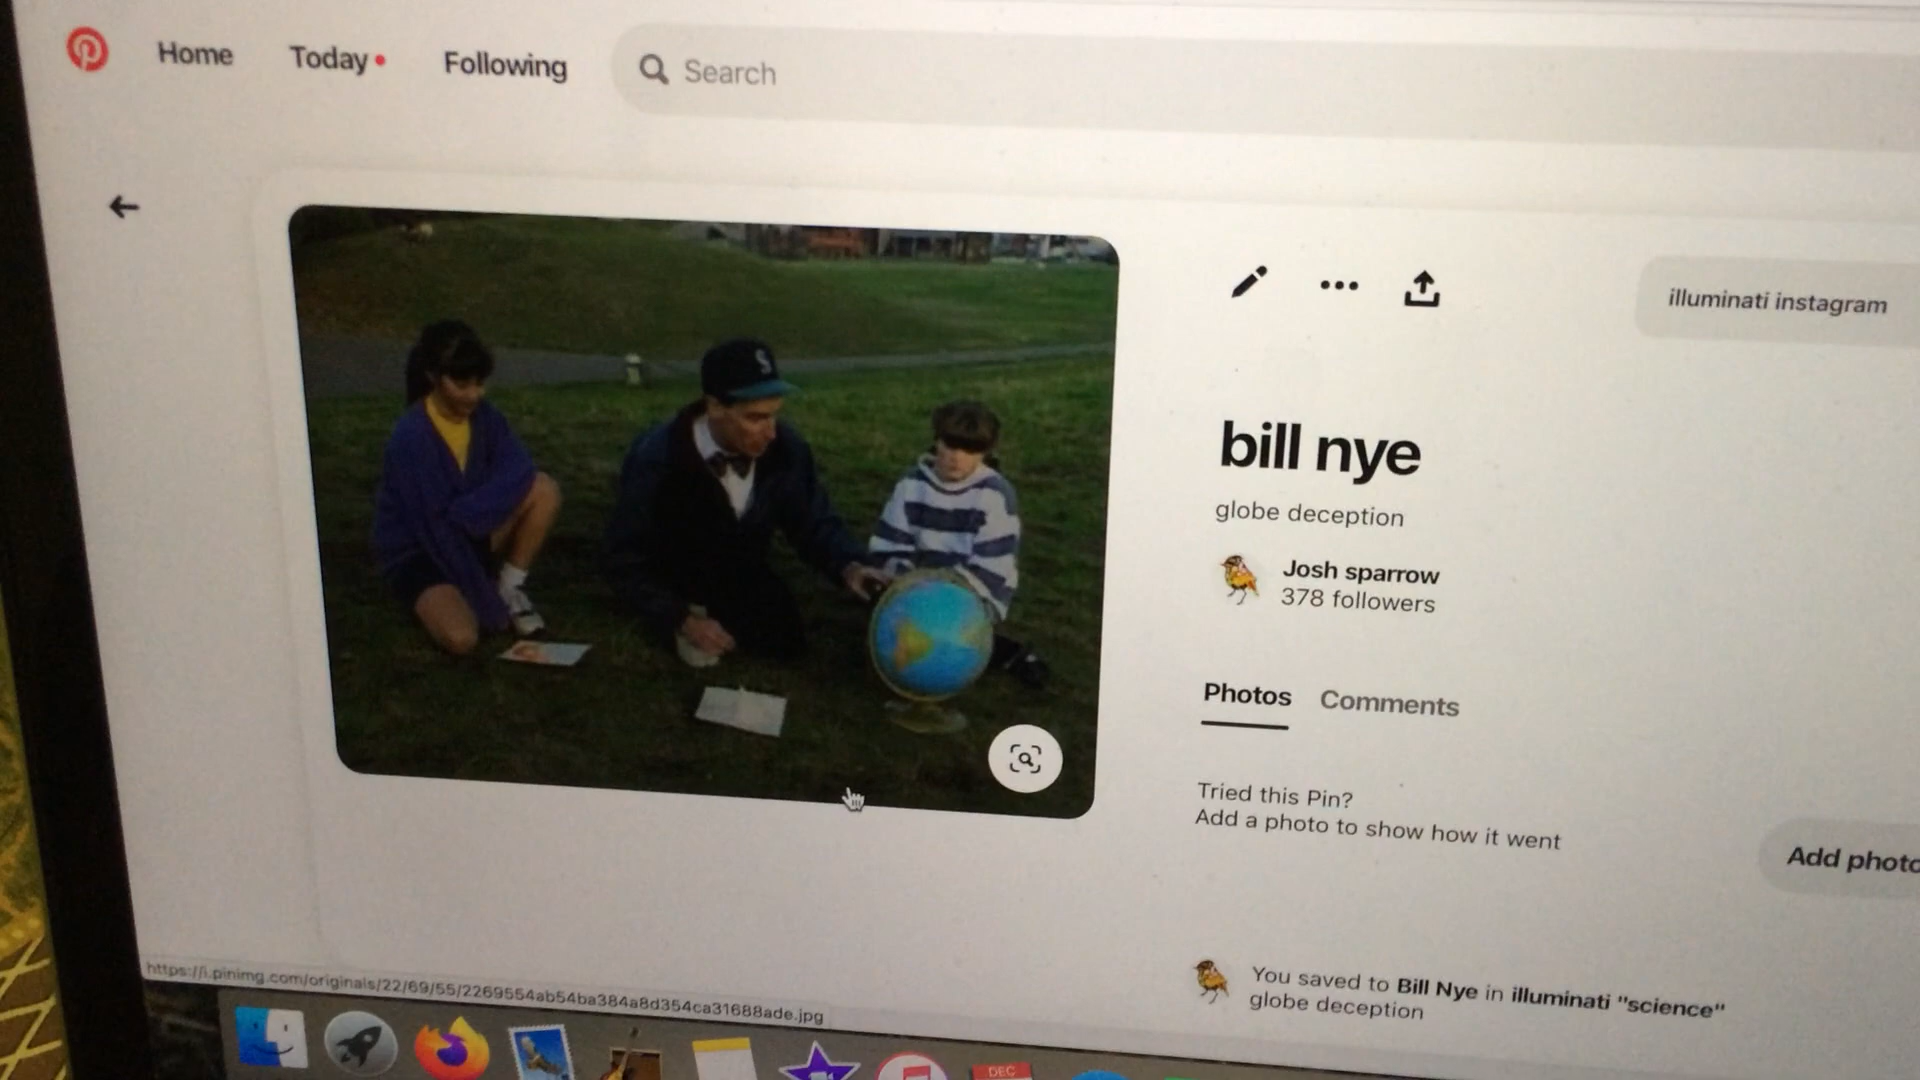 Home Today Following Search
S
illuminati instagram
bill nye
globe deception
Josh sparrow
378 followers
Photos Comments
Tried this Pin?
Add a photo to show how it went
Add photo
You saved to Bill Nye in illuminati "science"
globe deception
https://i.pinimg.com/originals/22/69/55/2269554ab54ba384a8d354ca31688ade.jpg
DEC